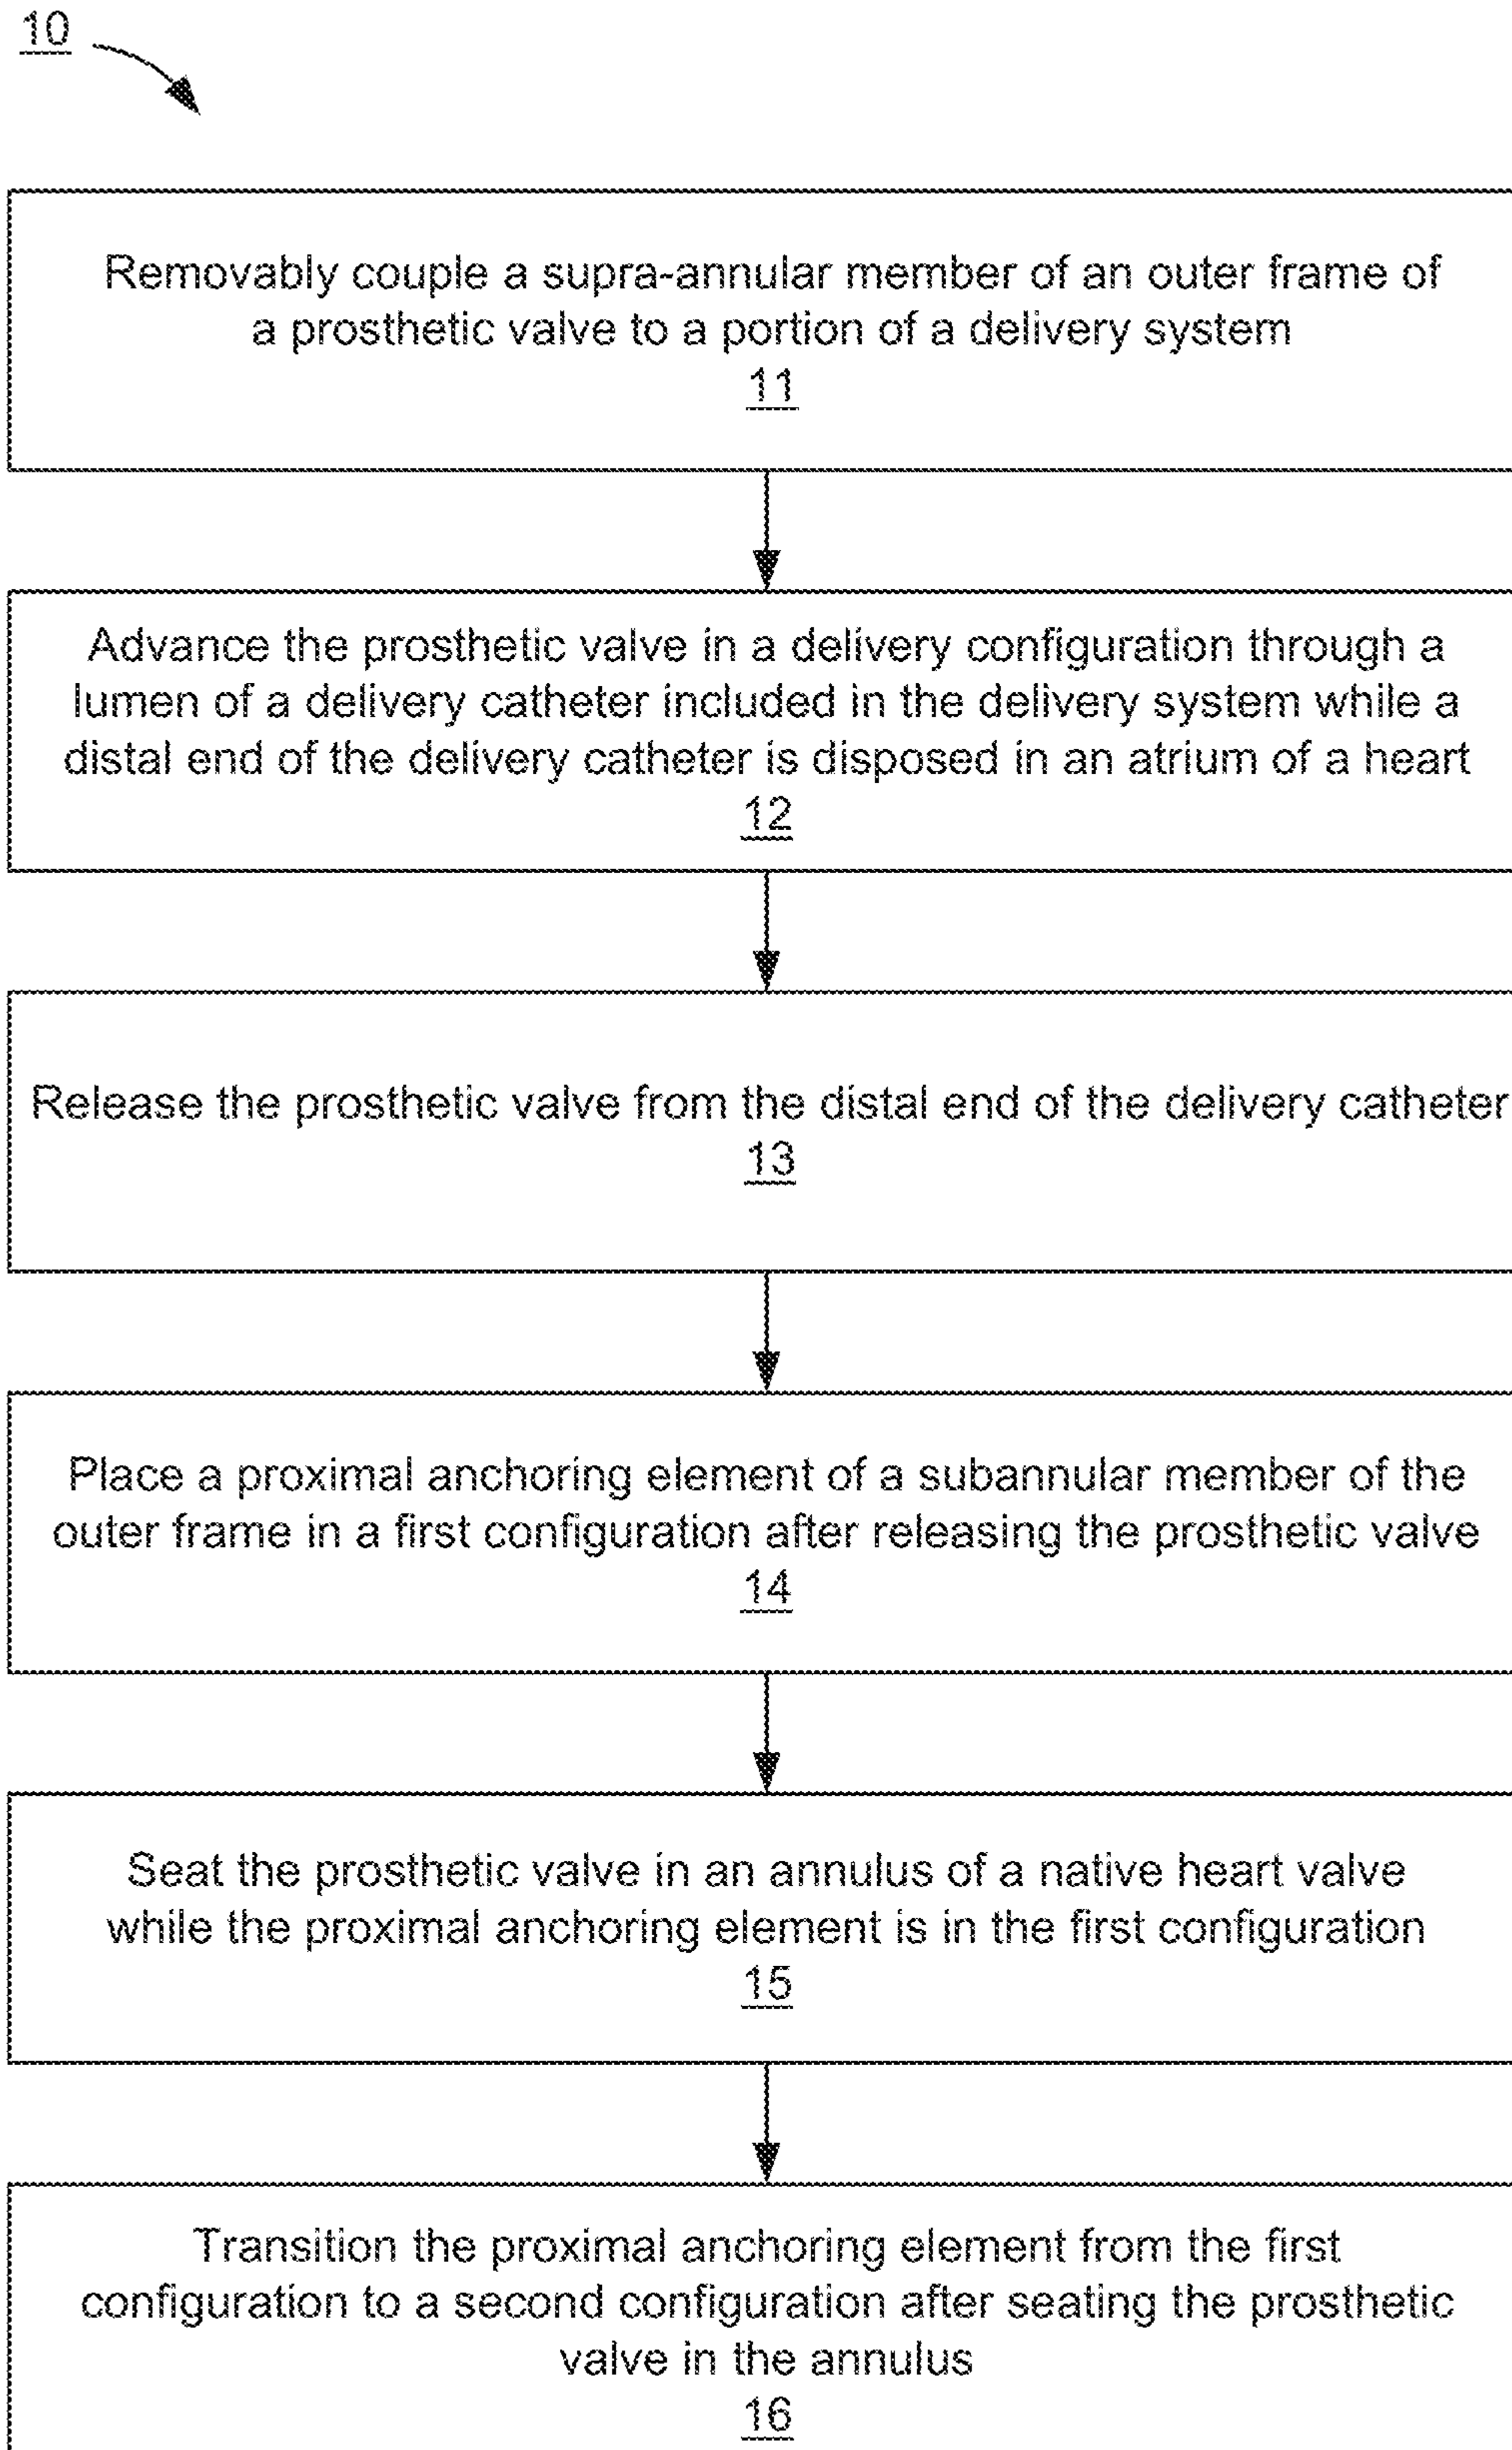 10
Removably couple a supra-annular member of an outer frame of
a prosthetic valve to a portion of a delivery system
11
Advance the prosthetic valve in a delivery configuration through a
lumen of a delivery catheter included in the delivery system while a
distal end of the delivery catheter is disposed in an atrium of a heart
12
Release the prosthetic valve from the distal end of the delivery catheter
13
Place a proximal anchoring element of a subannular member of the
outer frame in a first configuration after releasing the prosthetic valve
14
Seat the prosthetic valve in an annulus of a native heart valve
while the proximal anchoring element is in the first configuration
15
Transition the proximal anchoring element from the first
configuration to a second configuration after seating the prosthetic
valve in the annulus
16